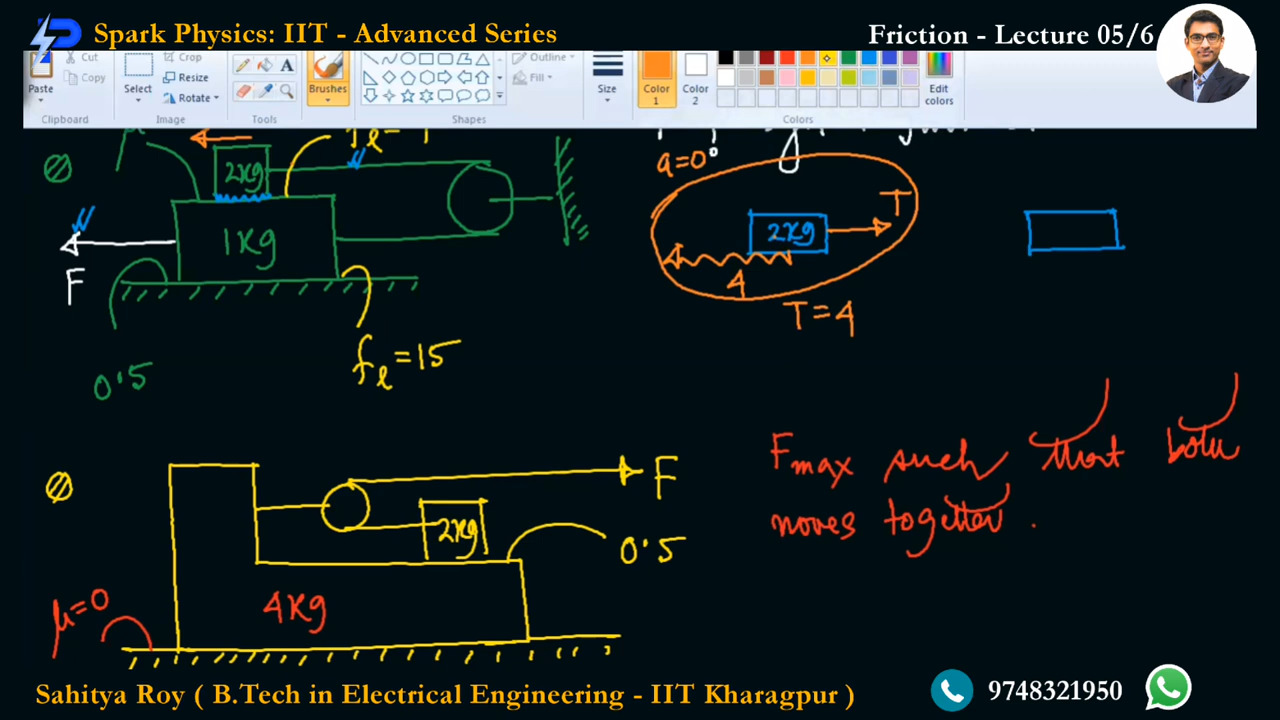 Spark Physics: IIT - Advanced Series
Friction - Lecture 05/6
Paste
Cut
Copy
Clipboard
Select
Crop
Resize
Rotate
Image
Tools
Brushes
Shapes
Outline
Fill
Size
Color 1
Color 2
Colors
Edit colors
μ
2kg
1kg
F
0.5
fℓ=15
a=0
2kg
T
4
T=4
F
2kg
0.5
4kg
μ=0
Fmax such that both
moves together.
Sahitya Roy ( B.Tech in Electrical Engineering - IIT Kharagpur )
9748321950